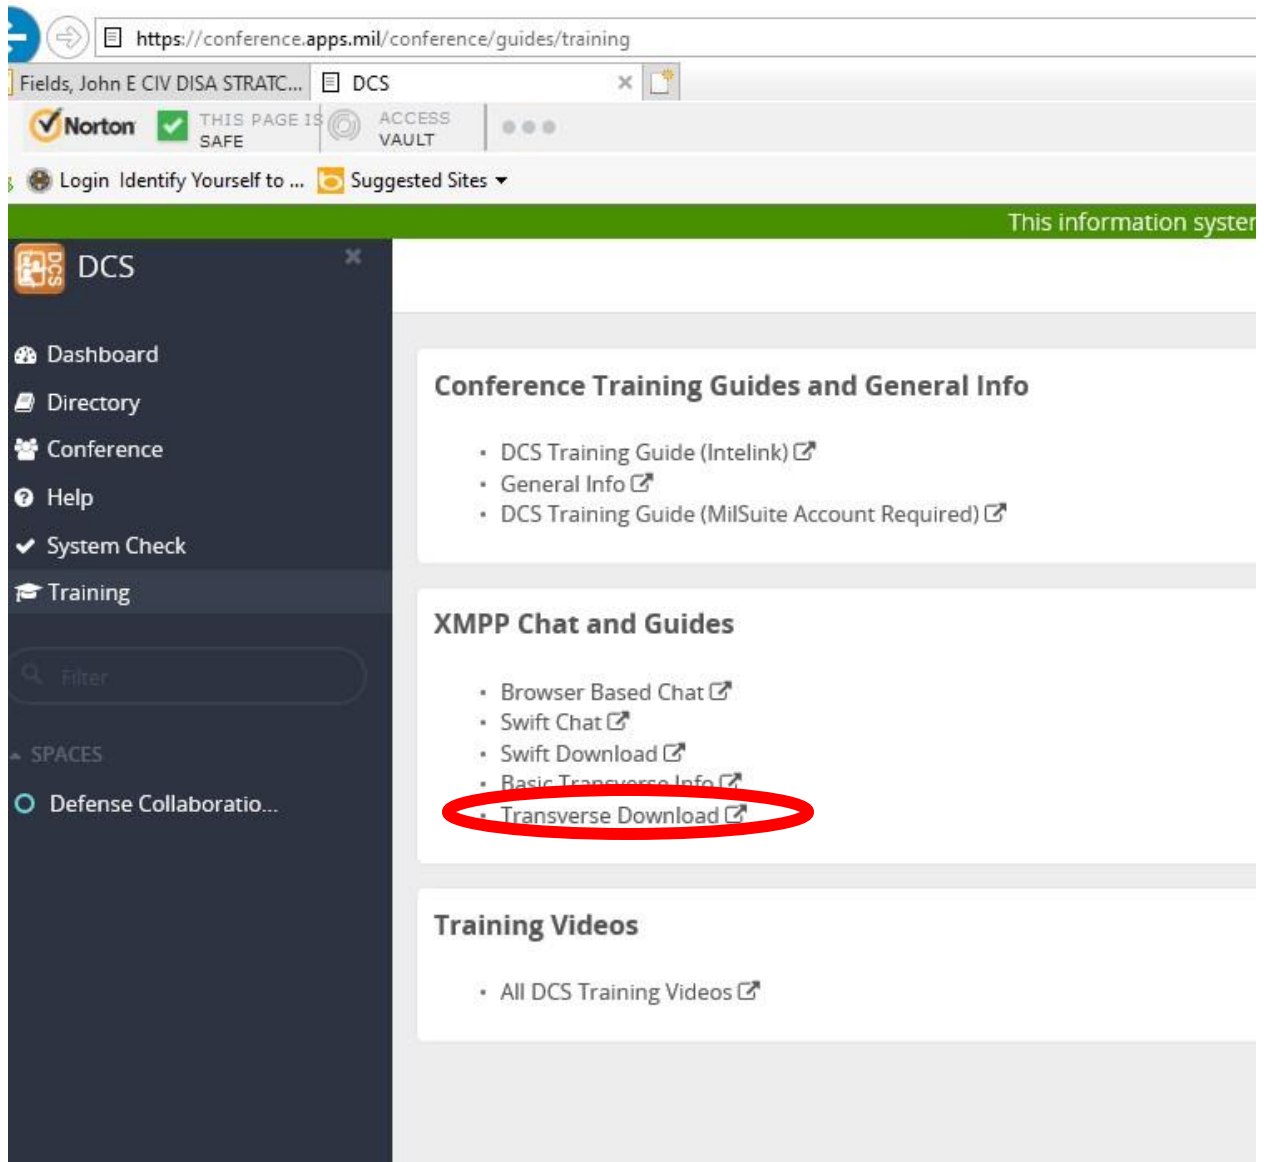 https://conference.apps.mil/conference/guides/training
Fields, John E CIV DISA STRATC... DCS
Norton THIS PAGE IS SAFE ACCESS VAULT
Login Identify Yourself to ... Suggested Sites
This information syster
DCS
Dashboard
Directory
Conference
Help
System Check
Training
Filter
SPACES
Defense Collaboratio...
Conference Training Guides and General Info
• DCS Training Guide (Intelink)
• General Info
• DCS Training Guide (MilSuite Account Required)
XMPP Chat and Guides
• Browser Based Chat
• Swift Chat
• Swift Download
• Basic Transverse Info
• Transverse Download
Training Videos
• All DCS Training Videos